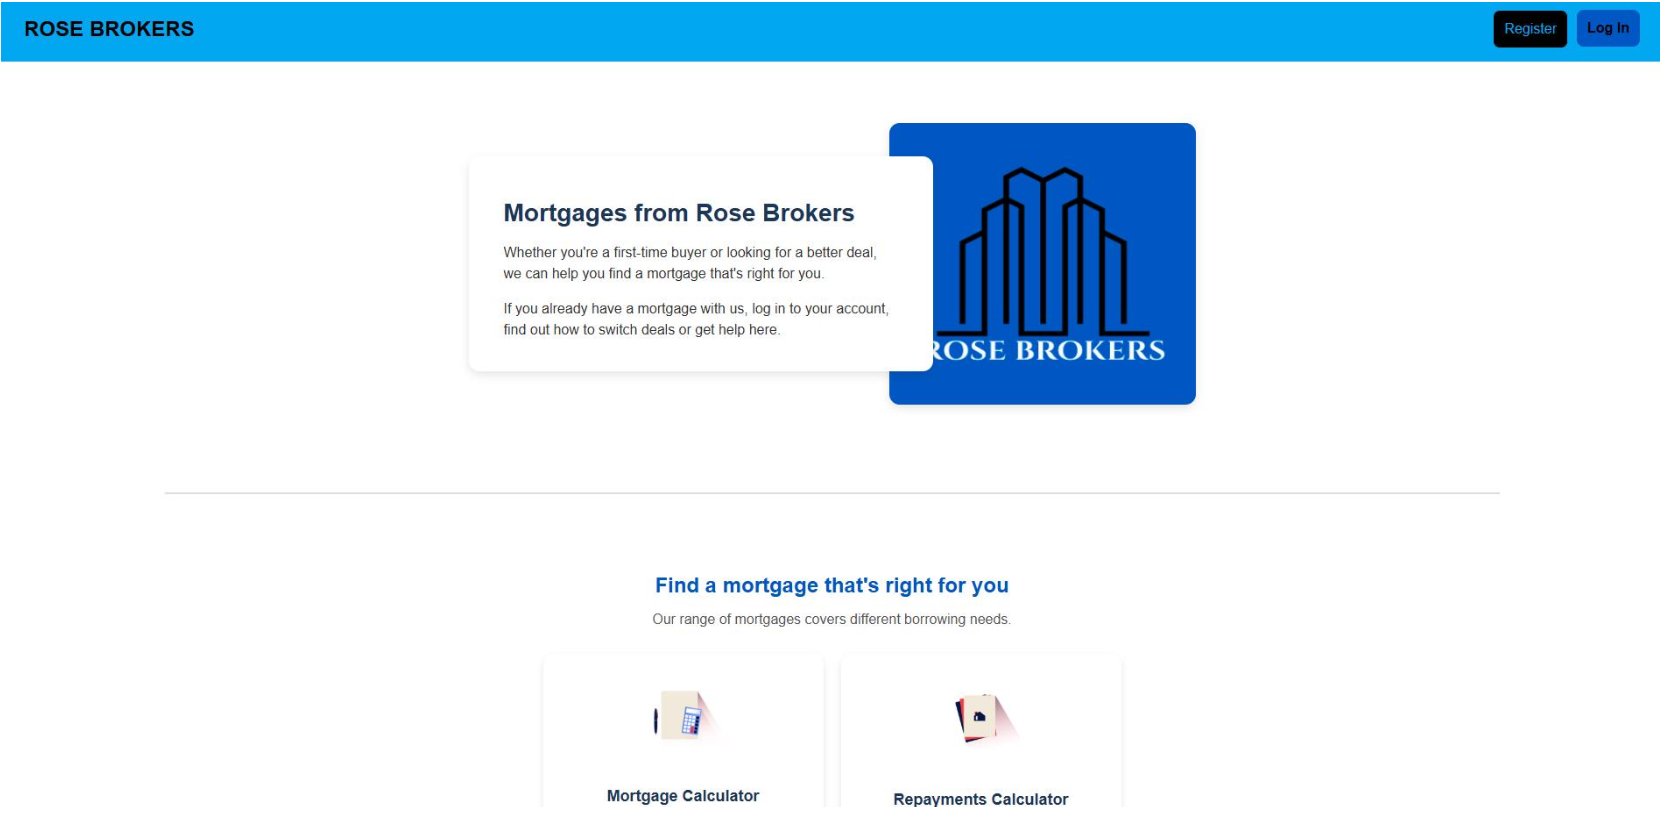 ROSE BROKERS
Register
Log In
Mortgages from Rose Brokers
Whether you're a first-time buyer or looking for a better deal,
we can help you find a mortgage that's right for you.
If you already have a mortgage with us, log in to your account,
find out how to switch deals or get help here.
ROSE BROKERS
Find a mortgage that's right for you
Our range of mortgages covers different borrowing needs.
Mortgage Calculator
Repayments Calculator